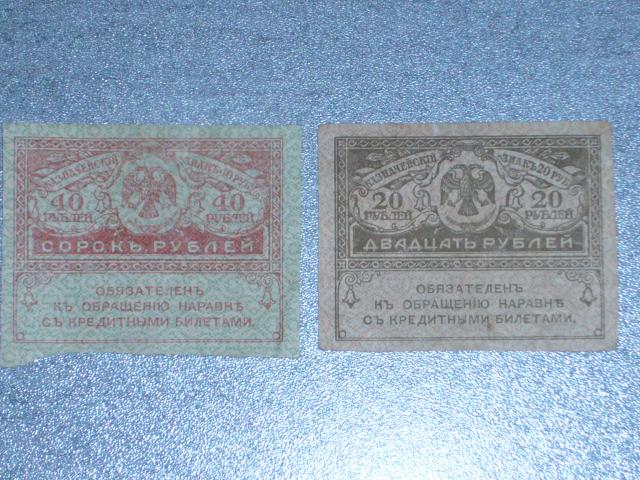 КАЗНАЧЕЙСКІЙ ЗНАКЪ 40 РУБ.
40 РУБЛЕЙ 40 РУБЛЕЙ
СОРОКЪ РУБЛЕЙ
ОБЯЗАТЕЛЕНЪ
КЪ ОБРАЩЕНІЮ НАРАВНѢ
СЪ КРЕДИТНЫМИ БИЛЕТАМИ.
КАЗНАЧЕЙСКІЙ ЗНАКЪ 20 РУБ.
20 РУБЛЕЙ 20 РУБЛЕЙ
ДВАДЦАТЬ РУБЛЕЙ
ОБЯЗАТЕЛЕНЪ
КЪ ОБРАЩЕНІЮ НАРАВНѢ
СЪ КРЕДИТНЫМИ БИЛЕТАМИ.